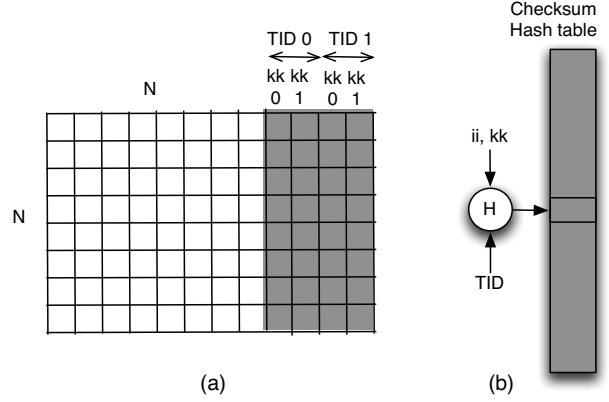 TID 0 TID 1
kk kk kk kk
0 1 0 1
N
N
(a)
Checksum
Hash table
ii, kk
H
TID
(b)